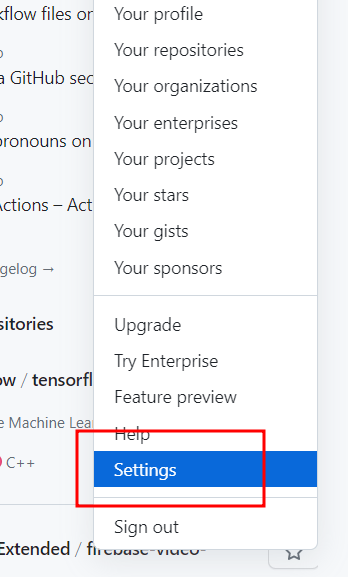 kflow files on
Your profile
Your repositories
a GitHub sec
Your organizations
Your enterprises
pronouns on
Your projects
Your stars
Actions – Act
Your gists
Your sponsors
ngelog →
sitories
Upgrade
Try Enterprise
ow / tensorfl
Feature preview
e Machine Lea
Help
C++
Settings
Sign out
Extended / firebase-video-